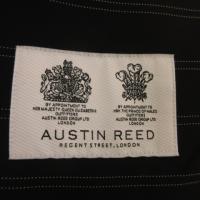 BY APPOINTMENT TO
HER MAJESTY QUEEN ELIZABETH II
OUTFITTERS
AUSTIN REED GROUP LTD
LONDON
BY APPOINTMENT TO
HRH THE PRINCE OF WALES
OUTFITTERS
AUSTIN REED GROUP LTD
LONDON
AUSTIN REED
REGENT STREET, LONDON